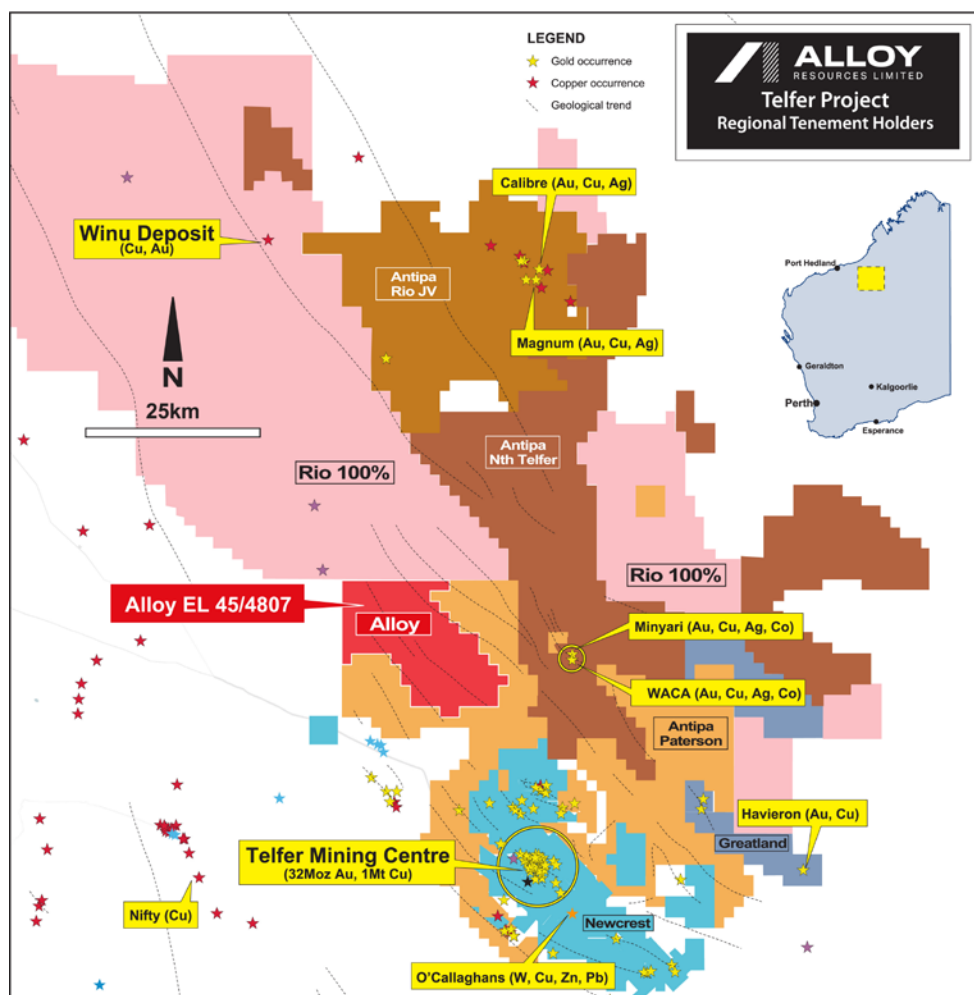 LEGEND
Gold occurrence
Copper occurrence
Geological trend
ALLOY
RESOURCES LIMITED
Telfer Project
Regional Tenement Holders
Calibre (Au, Cu, Ag)
Winu Deposit
(Cu, Au)
Antipa
Rio JV
Magnum (Au, Cu, Ag)
N
25km
Port Hedland
Geraldton
Kalgoorlie
Perth
Esperance
Antipa
Nth Telfer
Rio 100%
Rio 100%
Alloy EL 45/4807
Alloy
Minyari (Au, Cu, Ag, Co)
WACA (Au, Cu, Ag, Co)
Antipa
Paterson
Havieron (Au, Cu)
Greatland
Telfer Mining Centre
(32Moz Au, 1Mt Cu)
Nifty (Cu)
Newcrest
O'Callaghans (W, Cu, Zn, Pb)